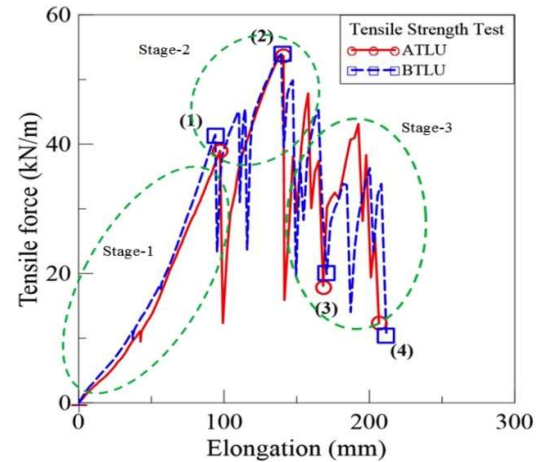 60
40
20
0
Tensile force (kN/m)
Stage-2
(2)
(1)
Stage-1
Tensile Strength Test
ATLU
BTLU
Stage-3
(3)
(4)
0
100
200
300
Elongation (mm)